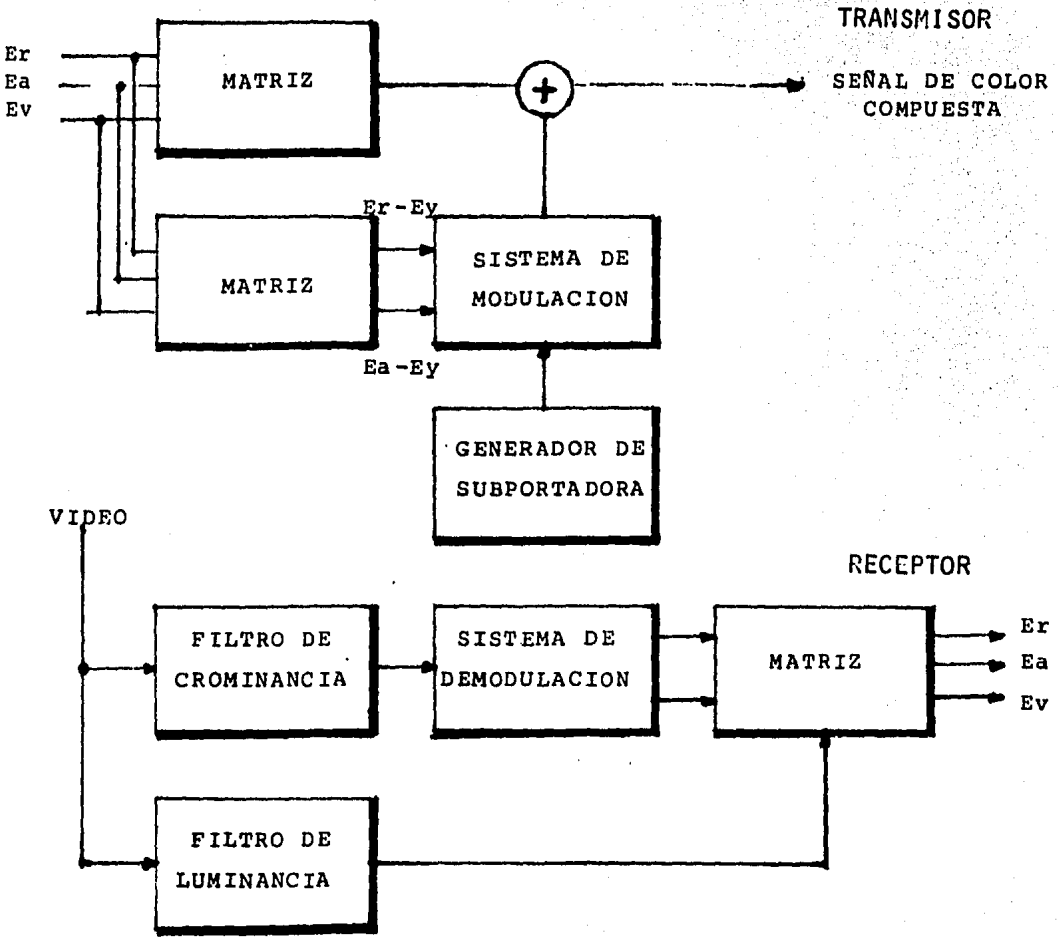 TRANSMISOR
Er
Ea
Ev
MATRIZ
+
SEÑAL DE COLOR
COMPUESTA
Er-Ey
MATRIZ
SISTEMA DE
MODULACION
Ea-Ey
GENERADOR DE
SUBPORTADORA
VIDEO
RECEPTOR
FILTRO DE
CROMINANCIA
SISTEMA DE
DEMODULACION
MATRIZ
Er
Ea
Ev
FILTRO DE
LUMINANCIA